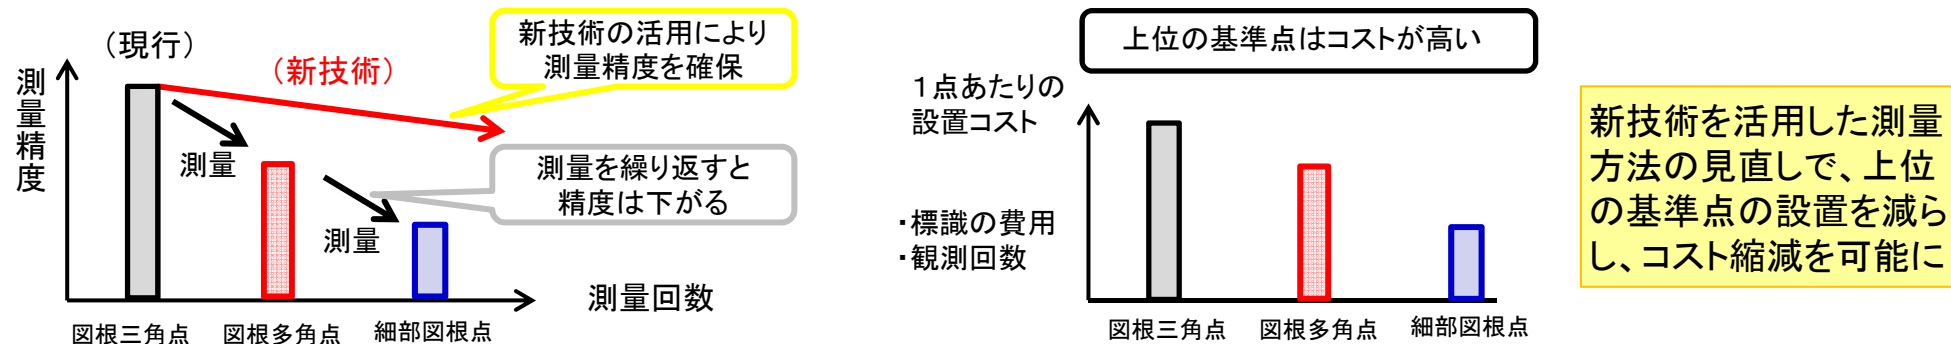 (現行)
(新技術)
新技術の活用により
測量精度を確保
測量精度
測量
測量
測量を繰り返すと
精度は下がる
測量回数
図根三角点
図根多角点
細部図根点
上位の基準点はコストが高い
1点あたりの
設置コスト
・標識の費用
・観測回数
図根三角点
図根多角点
細部図根点
新技術を活用した測量
方法の見直しで、上位
の基準点の設置を減ら
し、コスト縮減を可能に